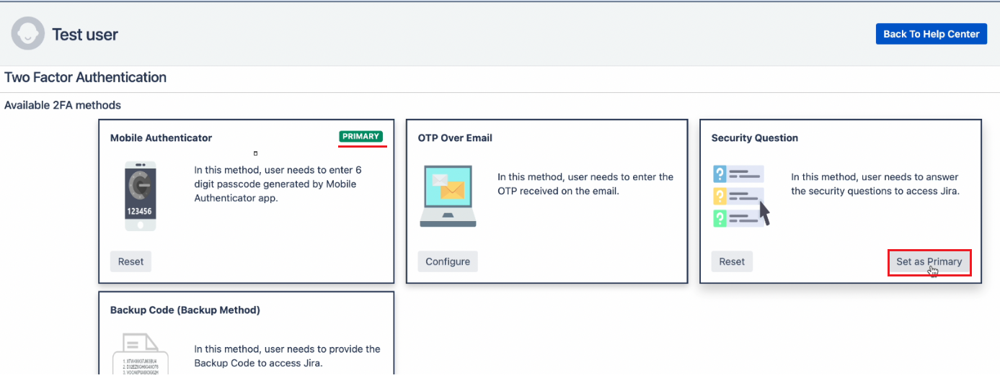 Test user
Back To Help Center
Two Factor Authentication
Available 2FA methods
Mobile Authenticator
PRIMARY
In this method, user needs to enter 6
digit passcode generated by Mobile
Authenticator app.
123456
Reset
OTP Over Email
In this method, user needs to enter the
OTP received on the email.
Configure
Security Question
?
?
?
In this method, user needs to answer
the security questions to access Jira.
Reset
Set as Primary
Backup Code (Backup Method)
In this method, user needs to provide the
Backup Code to access Jira.
1.
2.
3.